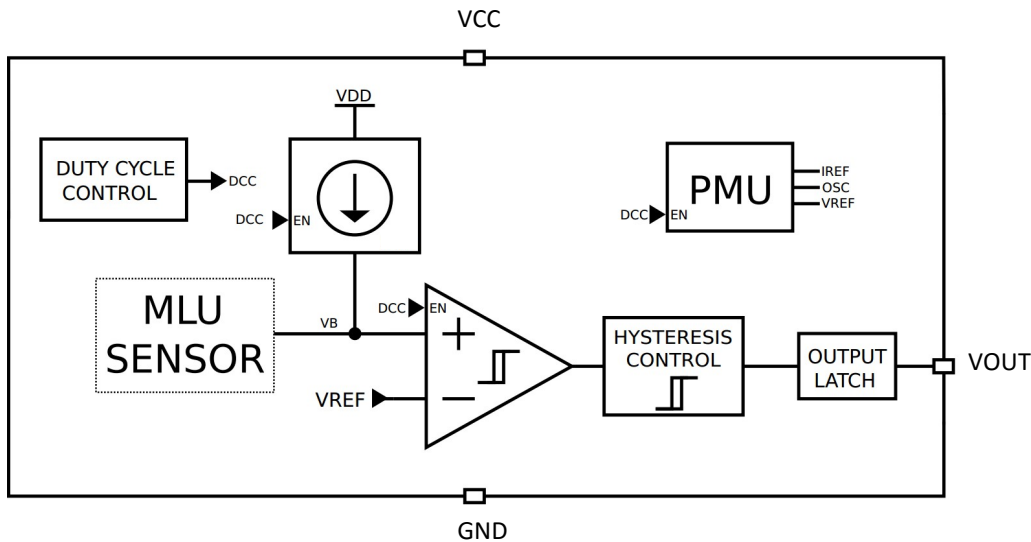 VCC
VDD
DUTY CYCLE
CONTROL
DCC
DCC
EN
PMU
IREF
OSC
VREF
DCC
EN
MLU
SENSOR
VB
DCC
EN
VREF
HYSTERESIS
CONTROL
OUTPUT
LATCH
VOUT
GND